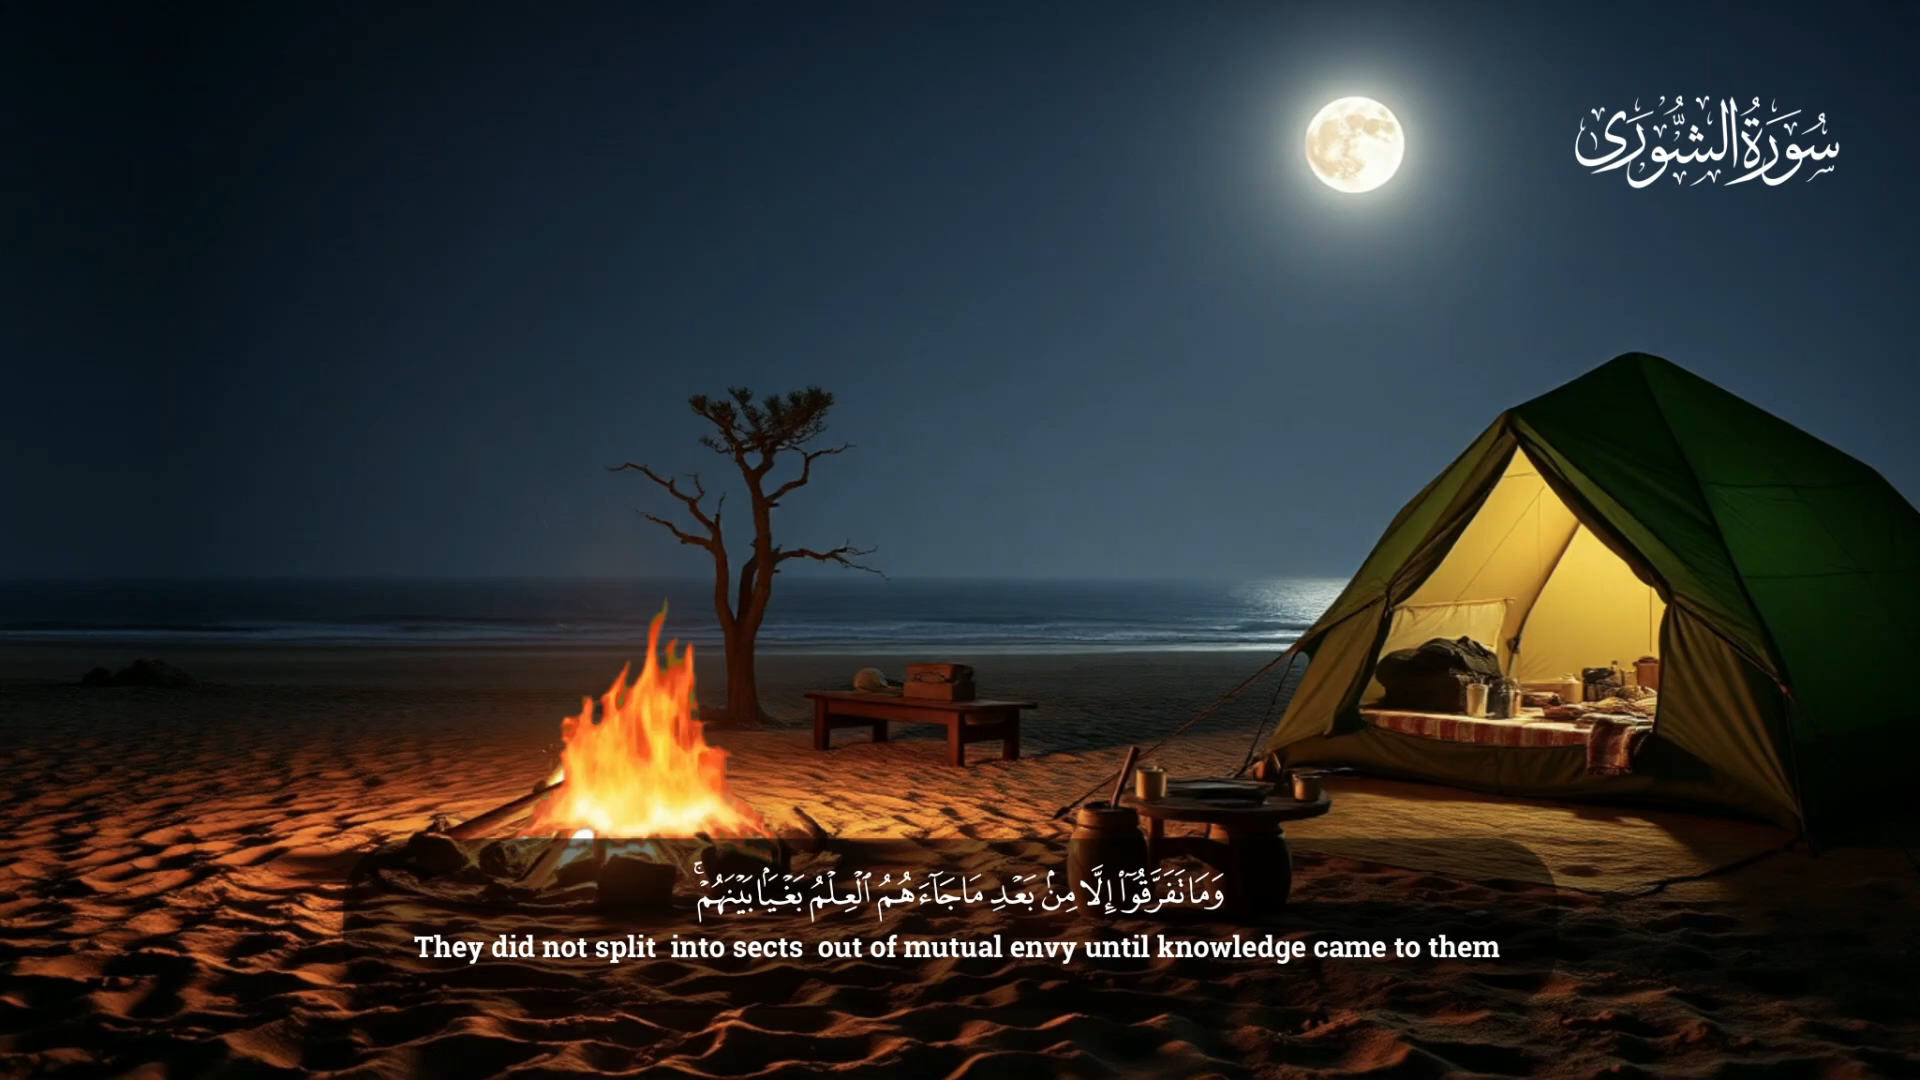 سُورَةُ الشُّورَى
وَمَا تَفَرَّقُوٓا۟ إِلَّا مِنۢ بَعْدِ مَا جَآءَهُمُ ٱلْعِلْمُ بَغْيًۢا بَيْنَهُمْ ۚ
They did not split into sects out of mutual envy until knowledge came to them